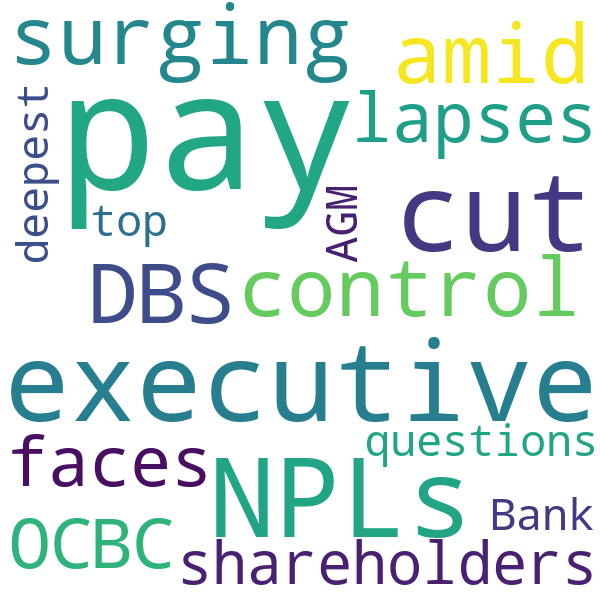 surging
amid
deepest
pay
lapses
top
AGM
cut
DBS
control
executive
faces
questions
NPLs
Bank
OCBC
shareholders